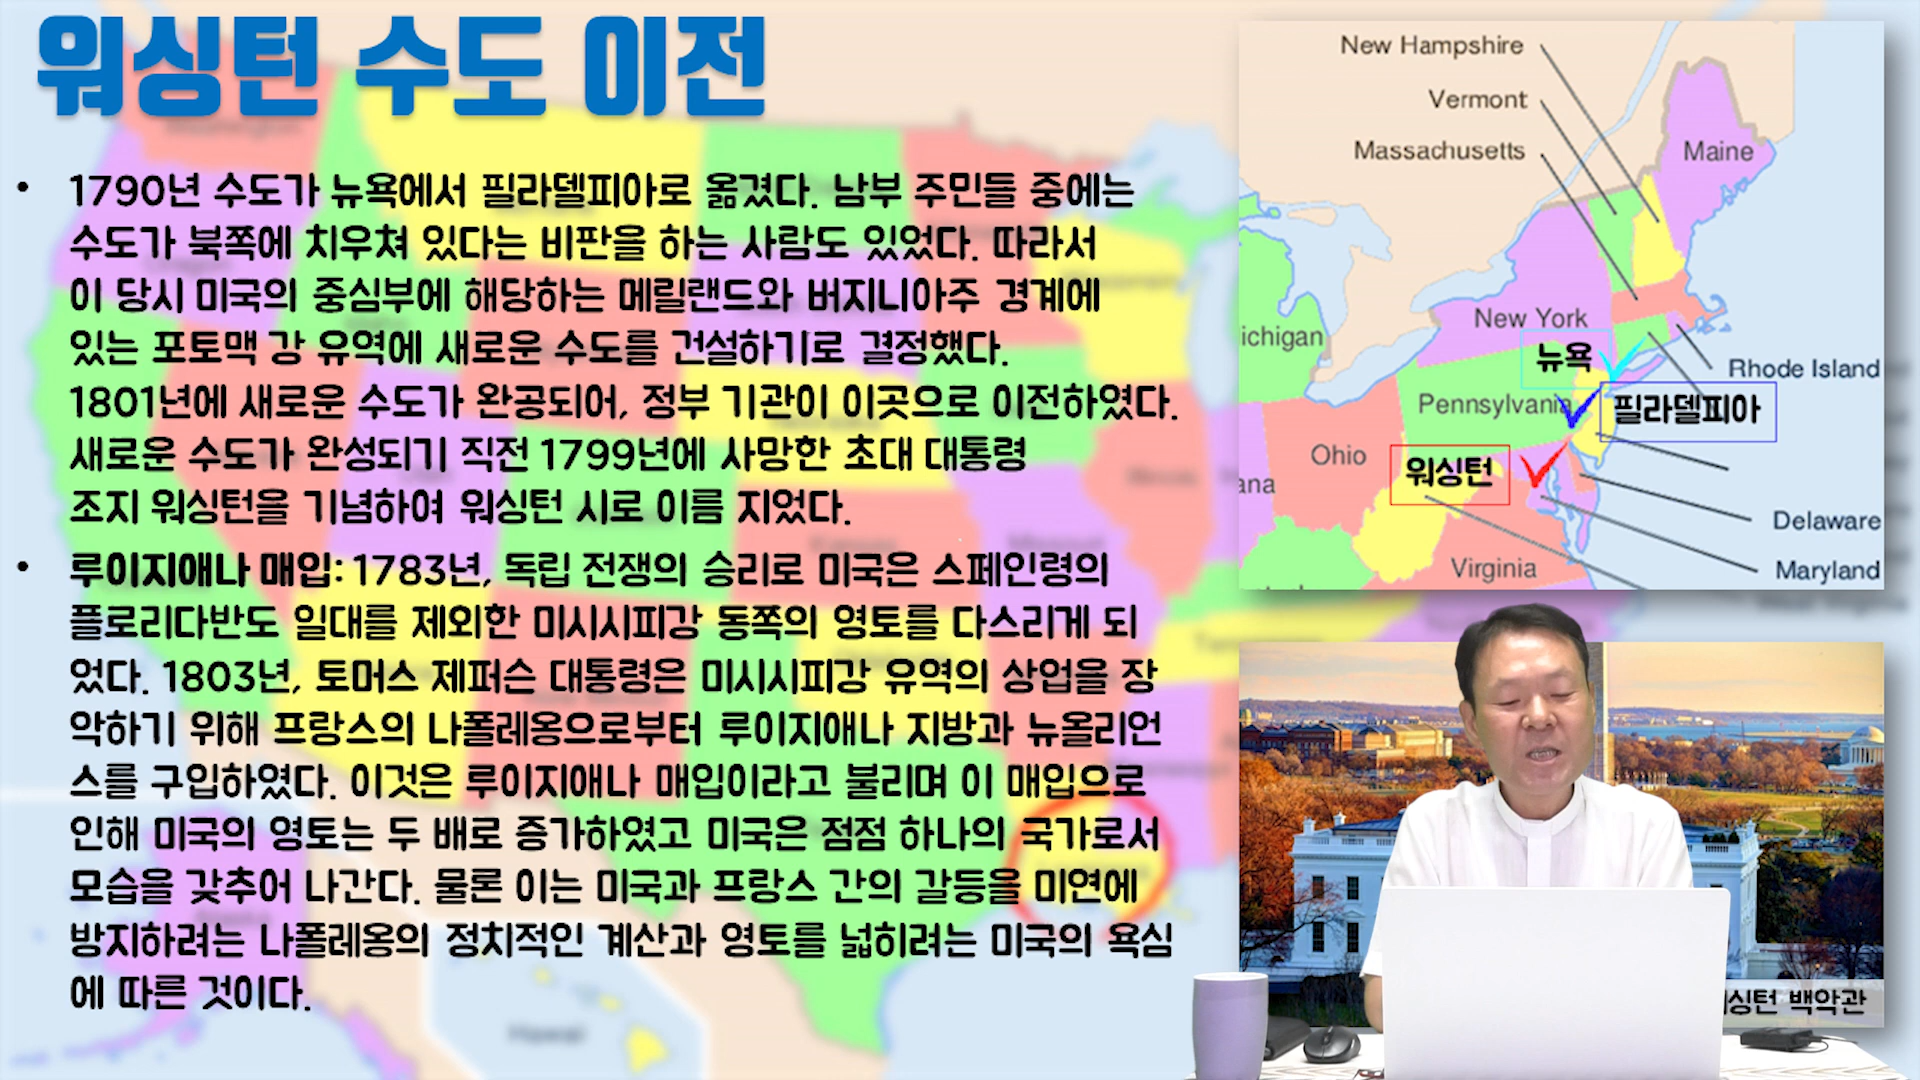 워싱턴 수도 이전
• 1790년 수도가 뉴욕에서 필라델피아로 옮겼다. 남부 주민들 중에는
수도가 북쪽에 치우쳐 있다는 비판을 하는 사람도 있었다. 따라서
이 당시 미국의 중심부에 해당하는 메릴랜드와 버지니아주 경계에
있는 포토맥 강 유역에 새로운 수도를 건설하기로 결정했다.
1801년에 새로운 수도가 완공되어, 정부 기관이 이곳으로 이전하였다.
새로운 수도가 완성되기 직전 1799년에 사망한 초대 대통령
조지 워싱턴을 기념하여 워싱턴 시로 이름 지었다.
• 루이지애나 매입: 1783년, 독립 전쟁의 승리로 미국은 스페인령의
플로리다반도 일대를 제외한 미시시피강 동쪽의 영토를 다스리게 되
었다. 1803년, 토머스 제퍼슨 대통령은 미시시피강 유역의 상업을 장
악하기 위해 프랑스의 나폴레옹으로부터 루이지애나 지방과 뉴올리언
스를 구입하였다. 이것은 루이지애나 매입이라고 불리며 이 매입으로
인해 미국의 영토는 두 배로 증가하였고 미국은 점점 하나의 국가로서
모습을 갖추어 나간다. 물론 이는 미국과 프랑스 간의 갈등을 미연에
방지하려는 나폴레옹의 정치적인 계산과 영토를 넓히려는 미국의 욕심
에 따른 것이다.
New Hampshire
Vermont
Massachusetts
Maine
New York
ichigan
뉴욕
Rhode Island
Pennsylvania
필라델피아
Ohio
워싱턴
ana
Delaware
Virginia
Maryland
싱턴 백악관
Hawaii